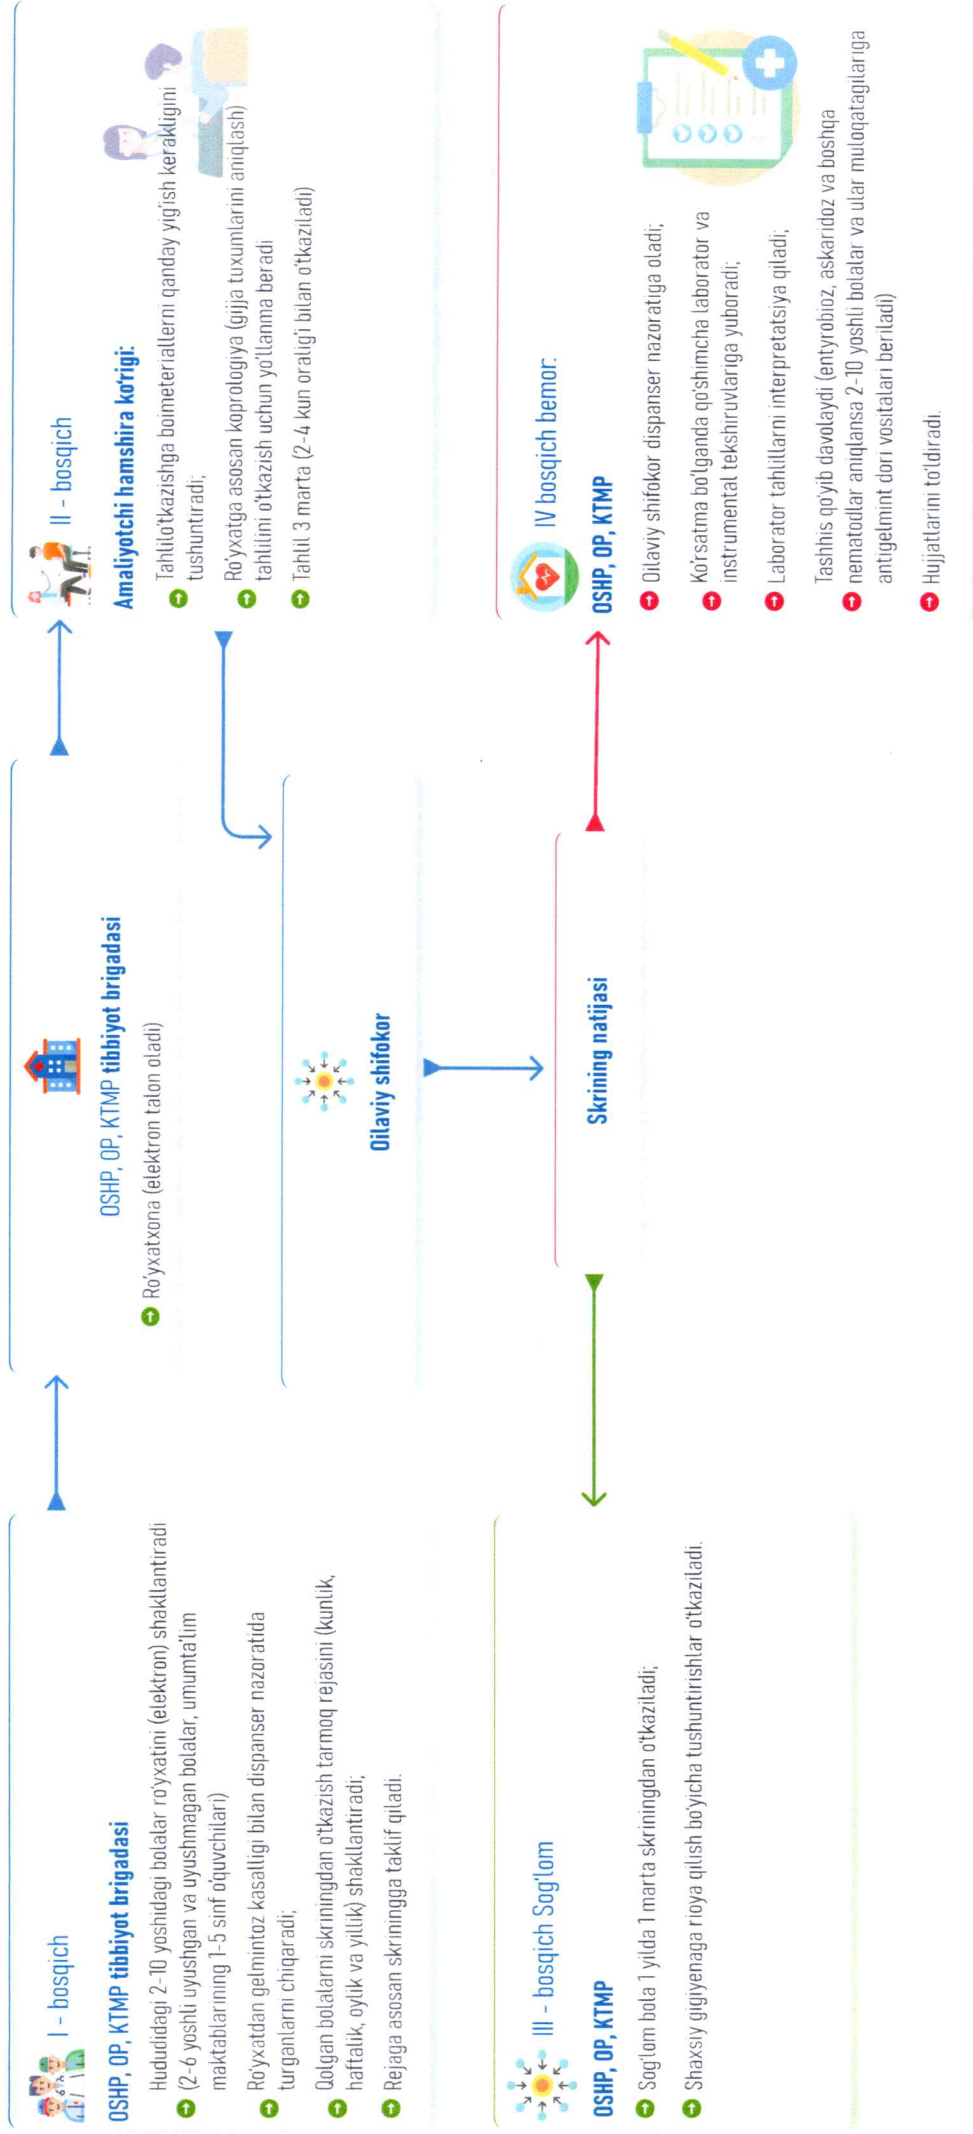 I - bosqich
OSHP, OP, KTMP tibbiyot brigadasi
Hududidagi 2-10 yoshidagi bolalar ro'yxatini (elektron) shakllantiradi
(2-6 yoshli uyushgan va uyushmagan bolalar, umumta'lim
maktablarining 1-5 sinf o'quvchilari)
Ro'yxatdan gelmintoz kasalligi bilan dispanser nazoratida
turganlarni chiqaradi;
Qolgan bolalarni skriningdan o'tkazish tarmoq rejasini (kunlik,
haftalik, oylik va yillik) shakllantiradi;
Rejaga asosan skriningga taklif qiladi.
OSHP, OP, KTMP tibbiyot brigadasi
Ro'yxatxona (elektron talon oladi)
II - bosqich
Amaliyotchi hamshira ko'rigi:
Tahlilo'tkazishga boimeteriallerni qanday yig'ish kerakligini
tushuntiradi;
Ro'yxatga asosan koprologiya (gijja tuxumlarini aniqlash)
tahlilini o'tkazish uchun yo'llanma beradi
Tahlil 3 marta (2-4 kun oralig'i bilan o'tkaziladi)
Oilaviy shifokor
Skrining natijasi
III - bosqich Sog'lom
OSHP, OP, KTMP
Sog'lom bola 1 yilda 1 marta skriningdan o'tkaziladi;
Shaxsiy gigiyenaga rioya qilish bo'yicha tushuntirishlar o'tkaziladi.
IV bosqich bemor:
OSHP, OP, KTMP
Oilaviy shifokor dispanser nazoratiga oladi;
Ko'rsatma bo'lganda qo'shimcha laborator va
instrumental tekshiruvlariga yuboradi;
Laborator tahlillarni interpretatsiya qiladi;
Tashhis qo'yib davolaydi (entyrobioz, askaridoz va boshqa
nematodlar aniqlansa 2-10 yoshli bolalar va ular muloqatagilariga
antigelmint dori vositalari beriladi)
Hujjatlarini to'ldiradi.